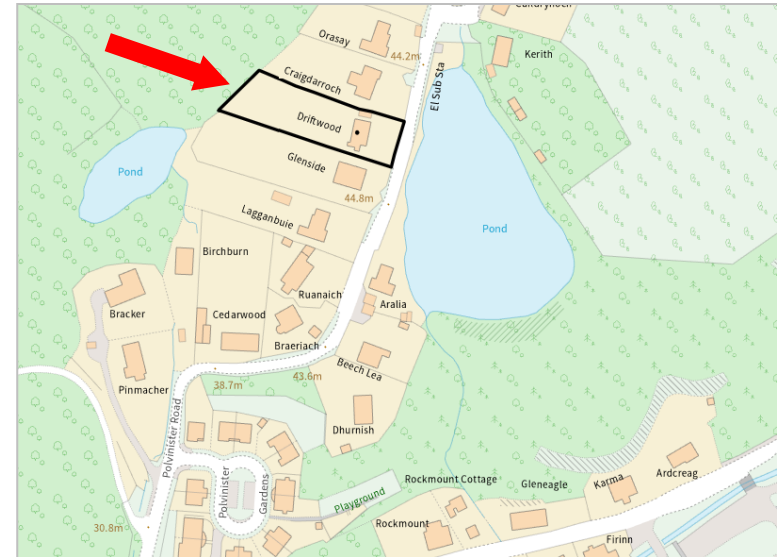 Orasay
44.2m
Kerith
Craigdarroch
El Sub Sta
Driftwood
Glenside
Pond
44.8m
Lagganbuie
Pond
Birchburn
Ruanaich
Aralia
Bracker
Cedarwood
Braeriach
Beech Lea
43.6m
38.7m
Pinmacher
Dhurnish
Polvinister Road
Polvinister
Gardens
Rockmount Cottage
Gleneagle
Karma
Ardcreag
Playground
Rockmount
30.8m
Firinn